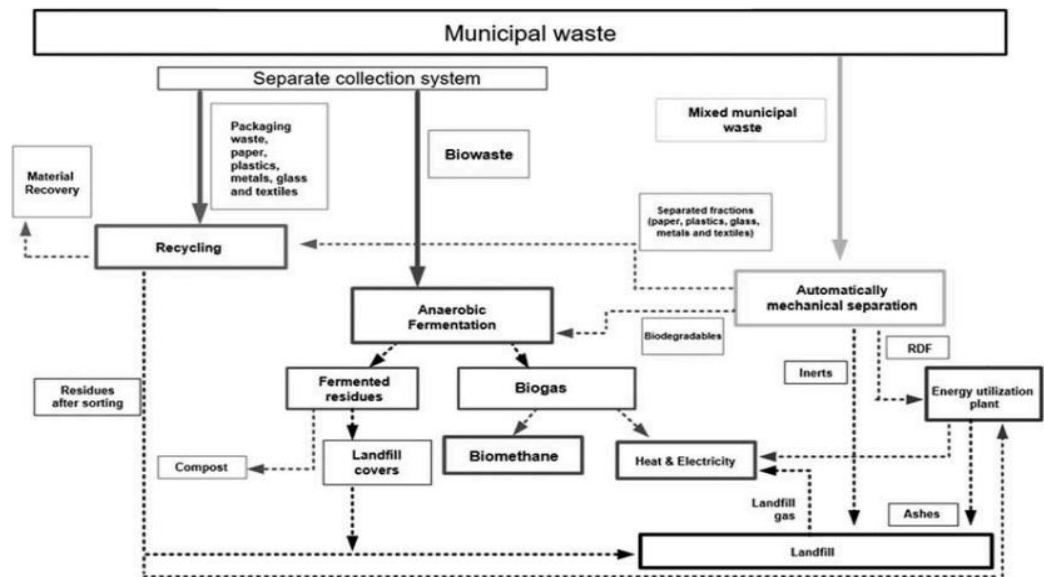 Municipal waste
Separate collection system
Packaging
waste,
paper,
plastics,
metals, glass
and textiles
Biowaste
Mixed municipal
waste
Material
Recovery
Separated fractions
(paper, plastics, glass,
metals and textiles)
Recycling
Automatically
mechanical separation
Anaerobic
Fermentation
Biodegradables
RDF
Inerts
Residues
after sorting
Fermented
residues
Biogas
Energy utilization
plant
Compost
Landfill
covers
Biomethane
Heat & Electricity
Landfill
gas
Ashes
Landfill